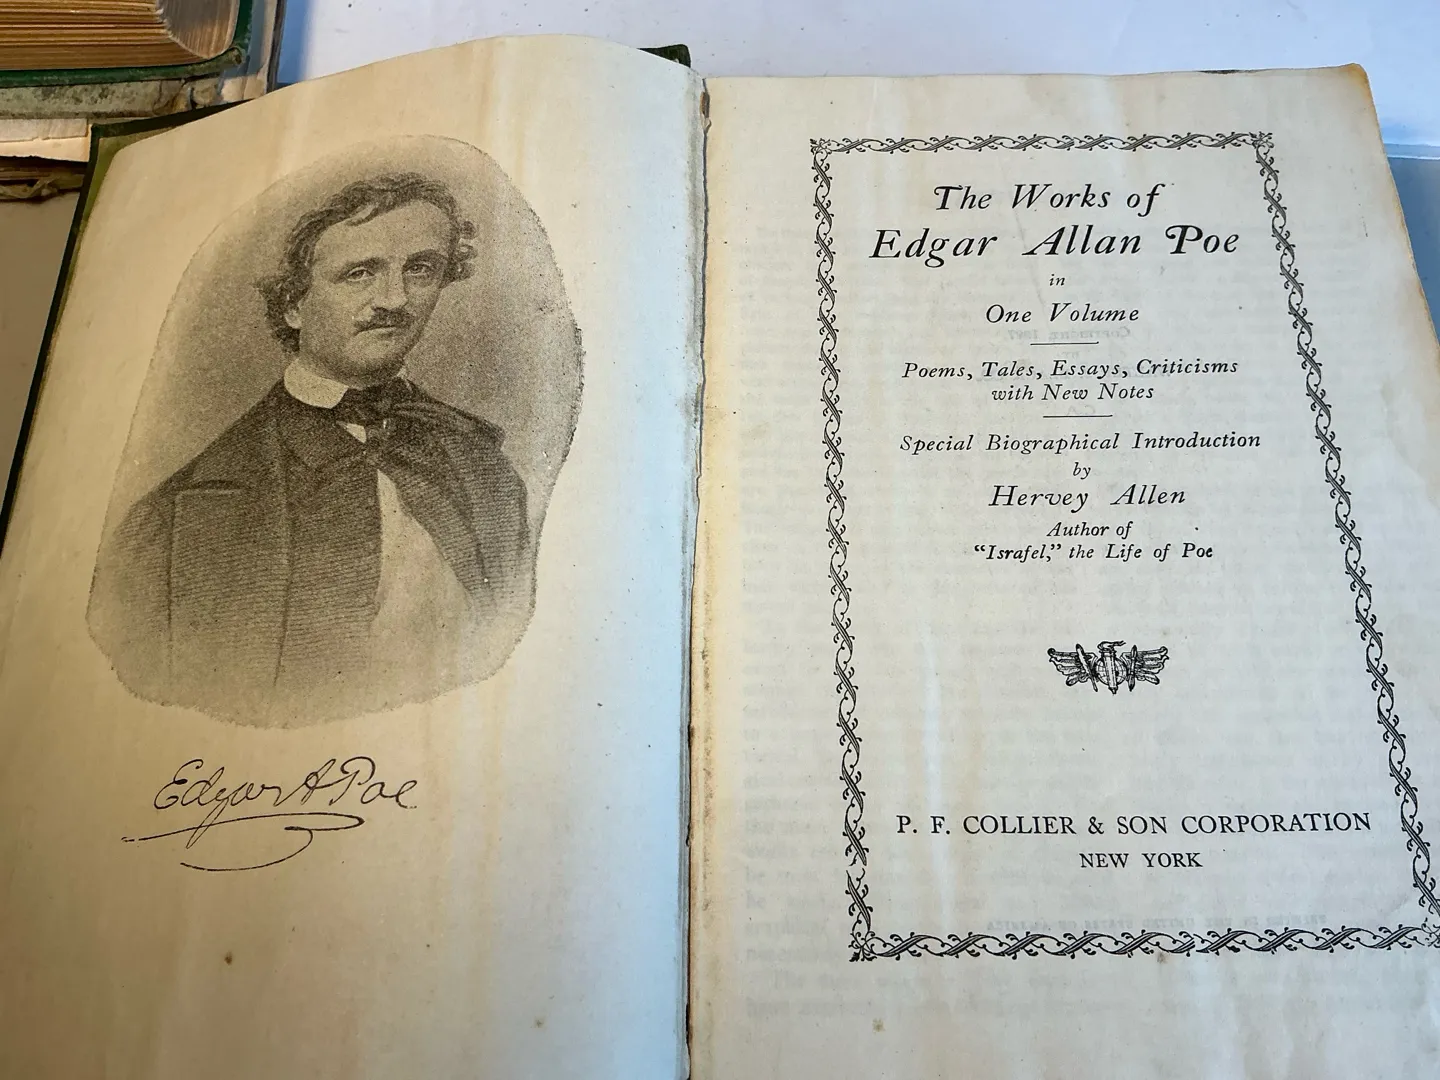 Edgar A Poe
The Works of
Edgar Allan Poe
in
One Volume
Poems, Tales, Essays, Criticisms
with New Notes
Special Biographical Introduction
by
Hervey Allen
Author of
"Israfel," the Life of Poe
P. F. COLLIER & SON CORPORATION
NEW YORK